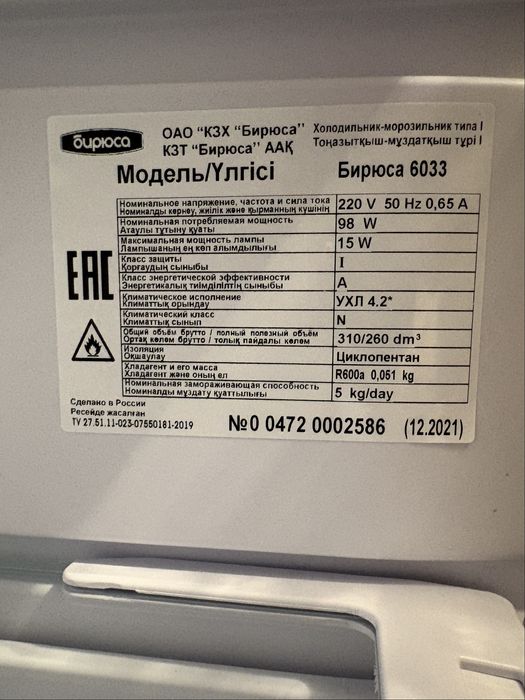 бирюса
ОАО "КЗХ "Бирюса" Холодильник-морозильник типа I
КЗТ "Бирюса" ААҚ Тоңазытқыш-мұздатқыш түрі I
Модель/Үлгісі Бирюса 6033
Номинальное напряжение, частота и сила тока 220 V 50 Hz 0,65 A
Номиналды кернеу, жиілік және қырманның күшінің
Номинальная потребляемая мощность 98 W
Атаулы тұтыну қуаты
Максимальная мощность лампы 15 W
Лампышаның ең көп алымдылығы
Класс защиты I
Қорғаудың сыныбы
Класс энергетической эффективности A
Энергетикалық тиімділіптің сыныбы
Климатическое исполнение УХЛ 4.2*
Климаттық орындау
Климатический класс N
Климаттық сынып
Общий объём брутто / полный полезный объём 310/260 dm³
Ортақ көлем брутто / толық пайдалы көлем
Изоляция Циклопентан
Оқшаулау
Хладагент и его масса R600a 0,051 kg
Хладагент және оның ел
Номинальная замораживающая способность 5 kg/day
Номиналды мұздату қуаттылығы
ЕАС
Сделано в России
Ресейде жасалған
TV 27.51.11-023-07550181-2019 №0 0472 0002586 (12.2021)